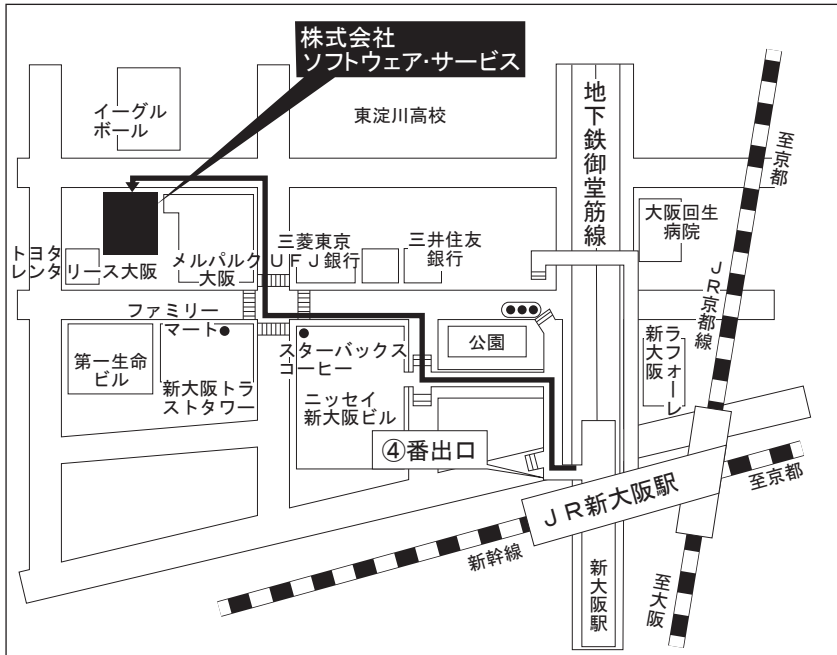 株式会社
ソフトウェア・サービス
イーグル
ボール
東淀川高校
地下鉄御堂筋線
至京都
大阪回生
病院
トヨタ
レンタリース大阪
メルパルク
大阪
三菱東京
ＵＦＪ銀行
三井住友
銀行
ＪＲ京都線
ファミリー
マート
スターバックス
コーヒー
公園
ラフォーレ
新大阪
第一生命
ビル
新大阪トラ
ストタワー
ニッセイ
新大阪ビル
④番出口
ＪＲ新大阪駅
至京都
新幹線
新大阪駅
至大阪